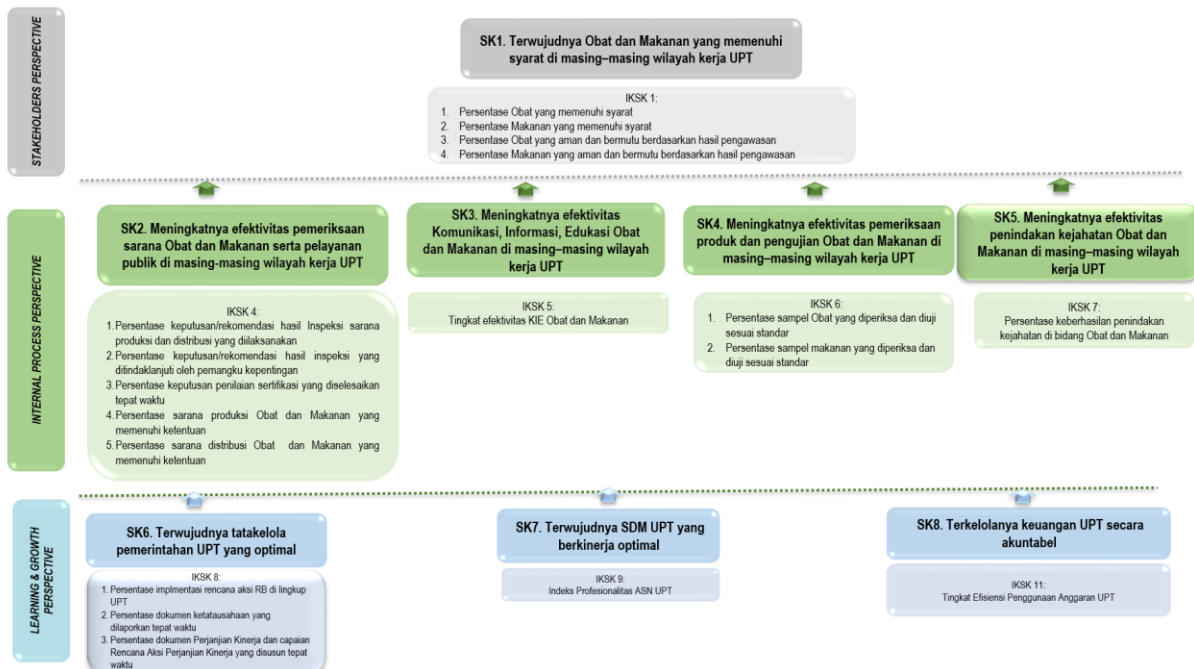 STAKEHOLDERS PERSPECTIVE
SK1. Terwujudnya Obat dan Makanan yang memenuhi
syarat di masing–masing wilayah kerja UPT
IKSK 1:
1. Persentase Obat yang memenuhi syarat
2. Persentase Makanan yang memenuhi syarat
3. Persentase Obat yang aman dan bermutu berdasarkan hasil pengawasan
4. Persentase Makanan yang aman dan bermutu berdasarkan hasil pengawasan
INTERNAL PROCESS PERSPECTIVE
SK2. Meningkatnya efektivitas pemeriksaan
sarana Obat dan Makanan serta pelayanan
publik di masing-masing wilayah kerja UPT
IKSK 4:
1. Persentase keputusan/rekomendasi hasil Inspeksi sarana
produksi dan distribusi yang diilaksanakan
2. Persentase keputusan/rekomendasi hasil inspeksi yang
ditindaklanjuti oleh pemangku kepentingan
3. Persentase keputusan penilaian sertifikasi yang diselesaikan
tepat waktu
4. Persentase sarana produksi Obat dan Makanan yang
memenuhi ketentuan
5. Persentase sarana distribusi Obat dan Makanan yang
memenuhi ketentuan
SK3. Meningkatnya efektivitas
Komunikasi, Informasi, Edukasi Obat
dan Makanan di masing–masing wilayah
kerja UPT
IKSK 5:
Tingkat efektivitas KIE Obat dan Makanan
SK4. Meningkatnya efektivitas pemeriksaan
produk dan pengujian Obat dan Makanan di
masing–masing wilayah kerja UPT
IKSK 6:
1. Persentase sampel Obat yang diperiksa dan diuji
sesuai standar
2. Persentase sampel makanan yang diperiksa dan
diuji sesuai standar
SK5. Meningkatnya efektivitas
penindakan kejahatan Obat dan
Makanan di masing–masing wilayah
kerja UPT
IKSK 7:
Persentase keberhasilan penindakan
kejahatan di bidang Obat dan Makanan
LEARNING & GROWTH
PERSPECTIVE
SK6. Terwujudnya tatakelola
pemerintahan UPT yang optimal
IKSK 8:
1. Persentase implmentasi rencana aksi RB di lingkup
UPT
2. Persentase dokumen ketatausahaan yang
dilaporkan tepat waktu
3. Persentase dokumen Perjanjian Kinerja dan capaian
Rencana Aksi Perjanjian Kinerja yang disusun tepat
waktu
SK7. Terwujudnya SDM UPT yang
berkinerja optimal
IKSK 9:
Indeks Profesionalitas ASN UPT
SK8. Terkelolanya keuangan UPT secara
akuntabel
IKSK 11:
Tingkat Efisiensi Penggunaan Anggaran UPT